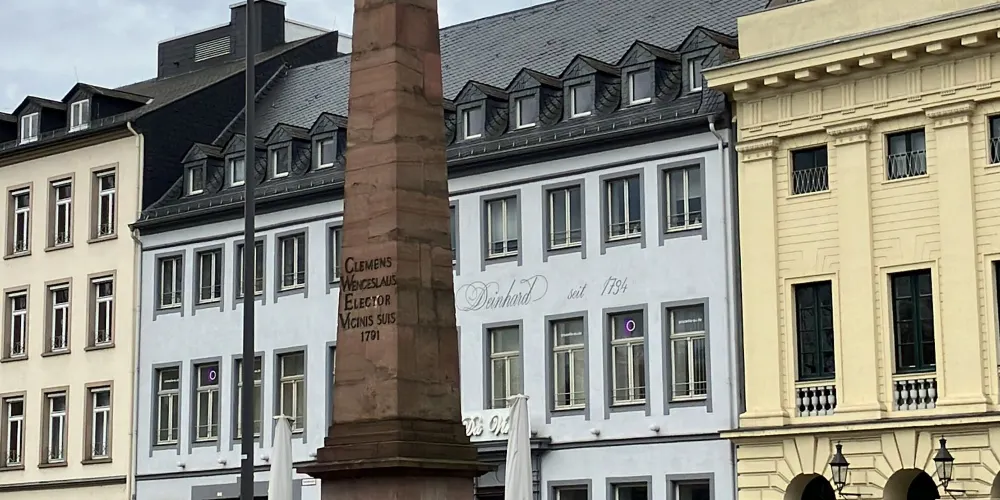 CLEMENS
WENCESLAUS
ELECTOR
VICINIS SUIS
1791
Deinhard seit 1794